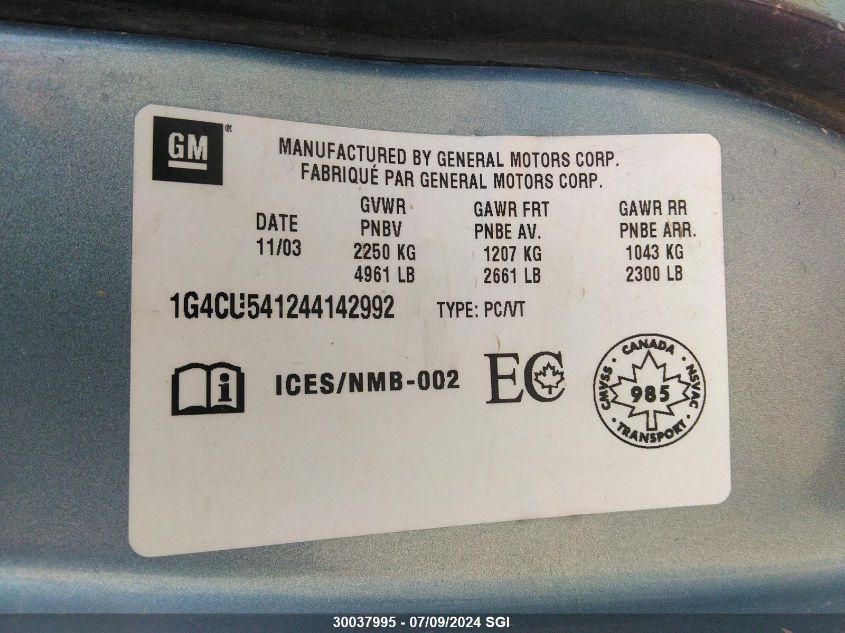 GM®
MANUFACTURED BY GENERAL MOTORS CORP.
FABRIQUÉ PAR GENERAL MOTORS CORP.
DATE GVWR GAWR FRT GAWR RR
11/03 PNBV PNBE AV. PNBE ARR.
2250 KG 1207 KG 1043 KG
4961 LB 2661 LB 2300 LB
1G4CU541244142992 TYPE: PC/VT
i ICES/NMB-002 EC
CANADA
CMVSS 985 NSVAC
TRANSPORT
30037995 - 07/09/2024 SGI